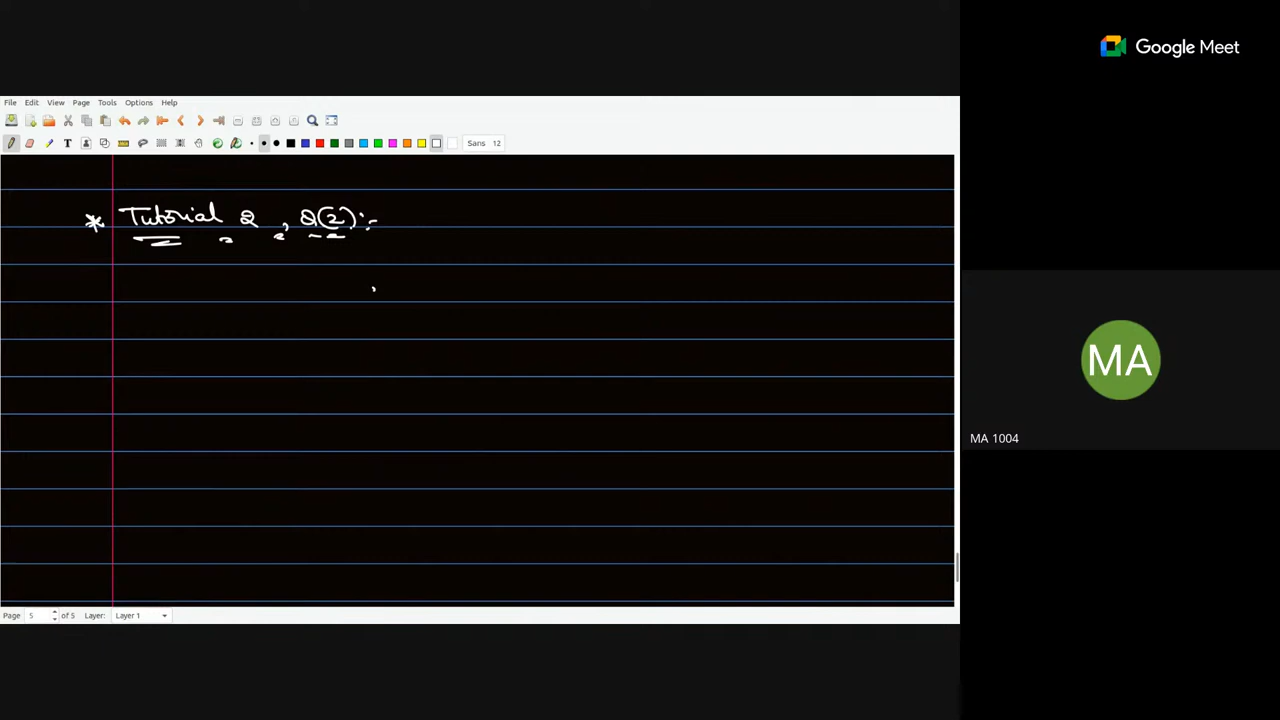 Google Meet
File Edit View Page Tools Options Help
Sans 12
* Tutorial 2 , Q(2):-
MA
MA 1004
Page 5 of 5 Layer: Layer 1